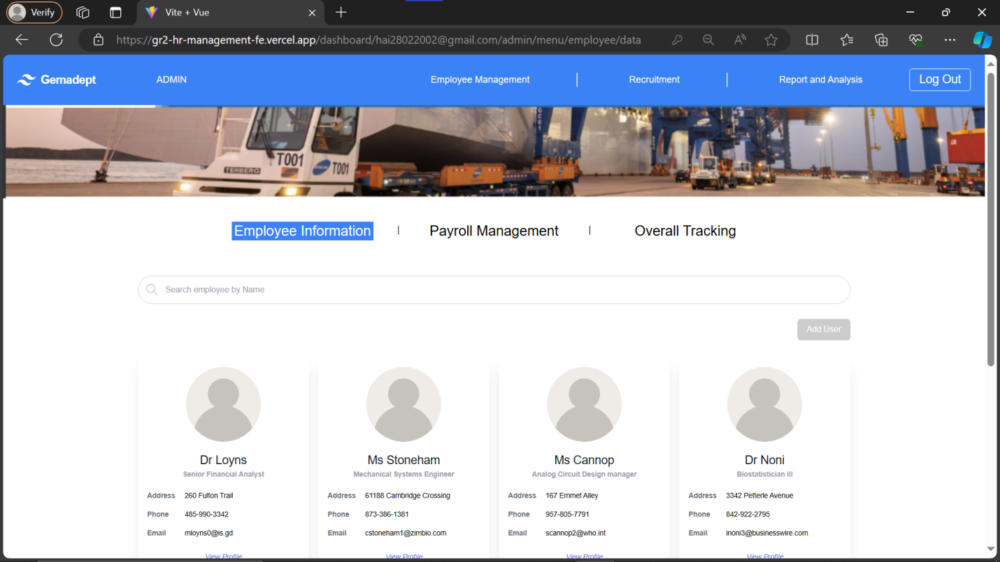 Verify
Vite + Vue
https://gr2-hr-management-fe.vercel.app/dashboard/hai28022002@gmail.com/admin/menu/employee/data
Gemadept ADMIN Employee Management | Recruitment | Report and Analysis Log Out
TERBERG T001 T001
Employee Information | Payroll Management | Overall Tracking
Search employee by Name
Add User
Dr Loyns Ms Stoneham Ms Cannop Dr Noni
Senior Financial Analyst Mechanical Systems Engineer Analog Circuit Design manager Biostatistician III
Address 260 Fulton Trail Address 61188 Cambridge Crossing Address 167 Emmet Alley Address 3342 Petterle Avenue
Phone 485-990-3342 Phone 873-386-1381 Phone 957-805-7791 Phone 842-922-2795
Email mloyns0@is.gd Email cstoneham1@zimbio.com Email scannop2@who.int Email inoni3@businesswire.com
View Profile View Profile View Profile View Profile